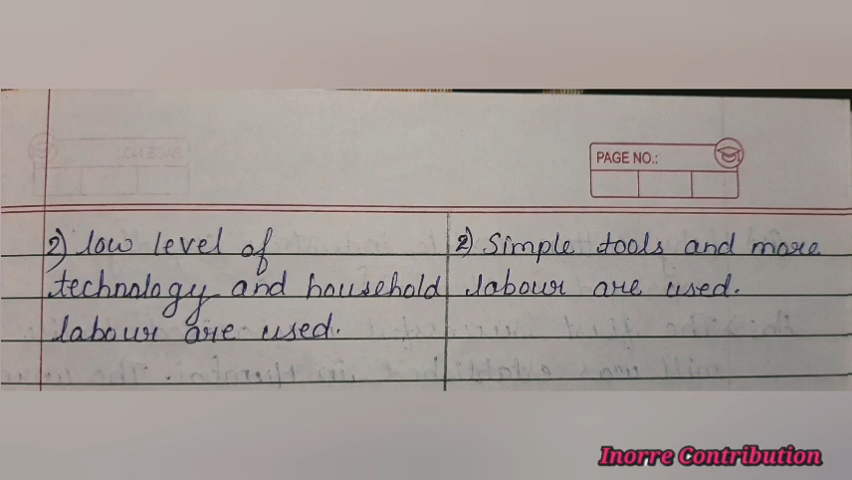 PAGE NO.:
2) low level of
technology and household
labour are used.
2) Simple tools and more
labour are used.
Inorre Contribution